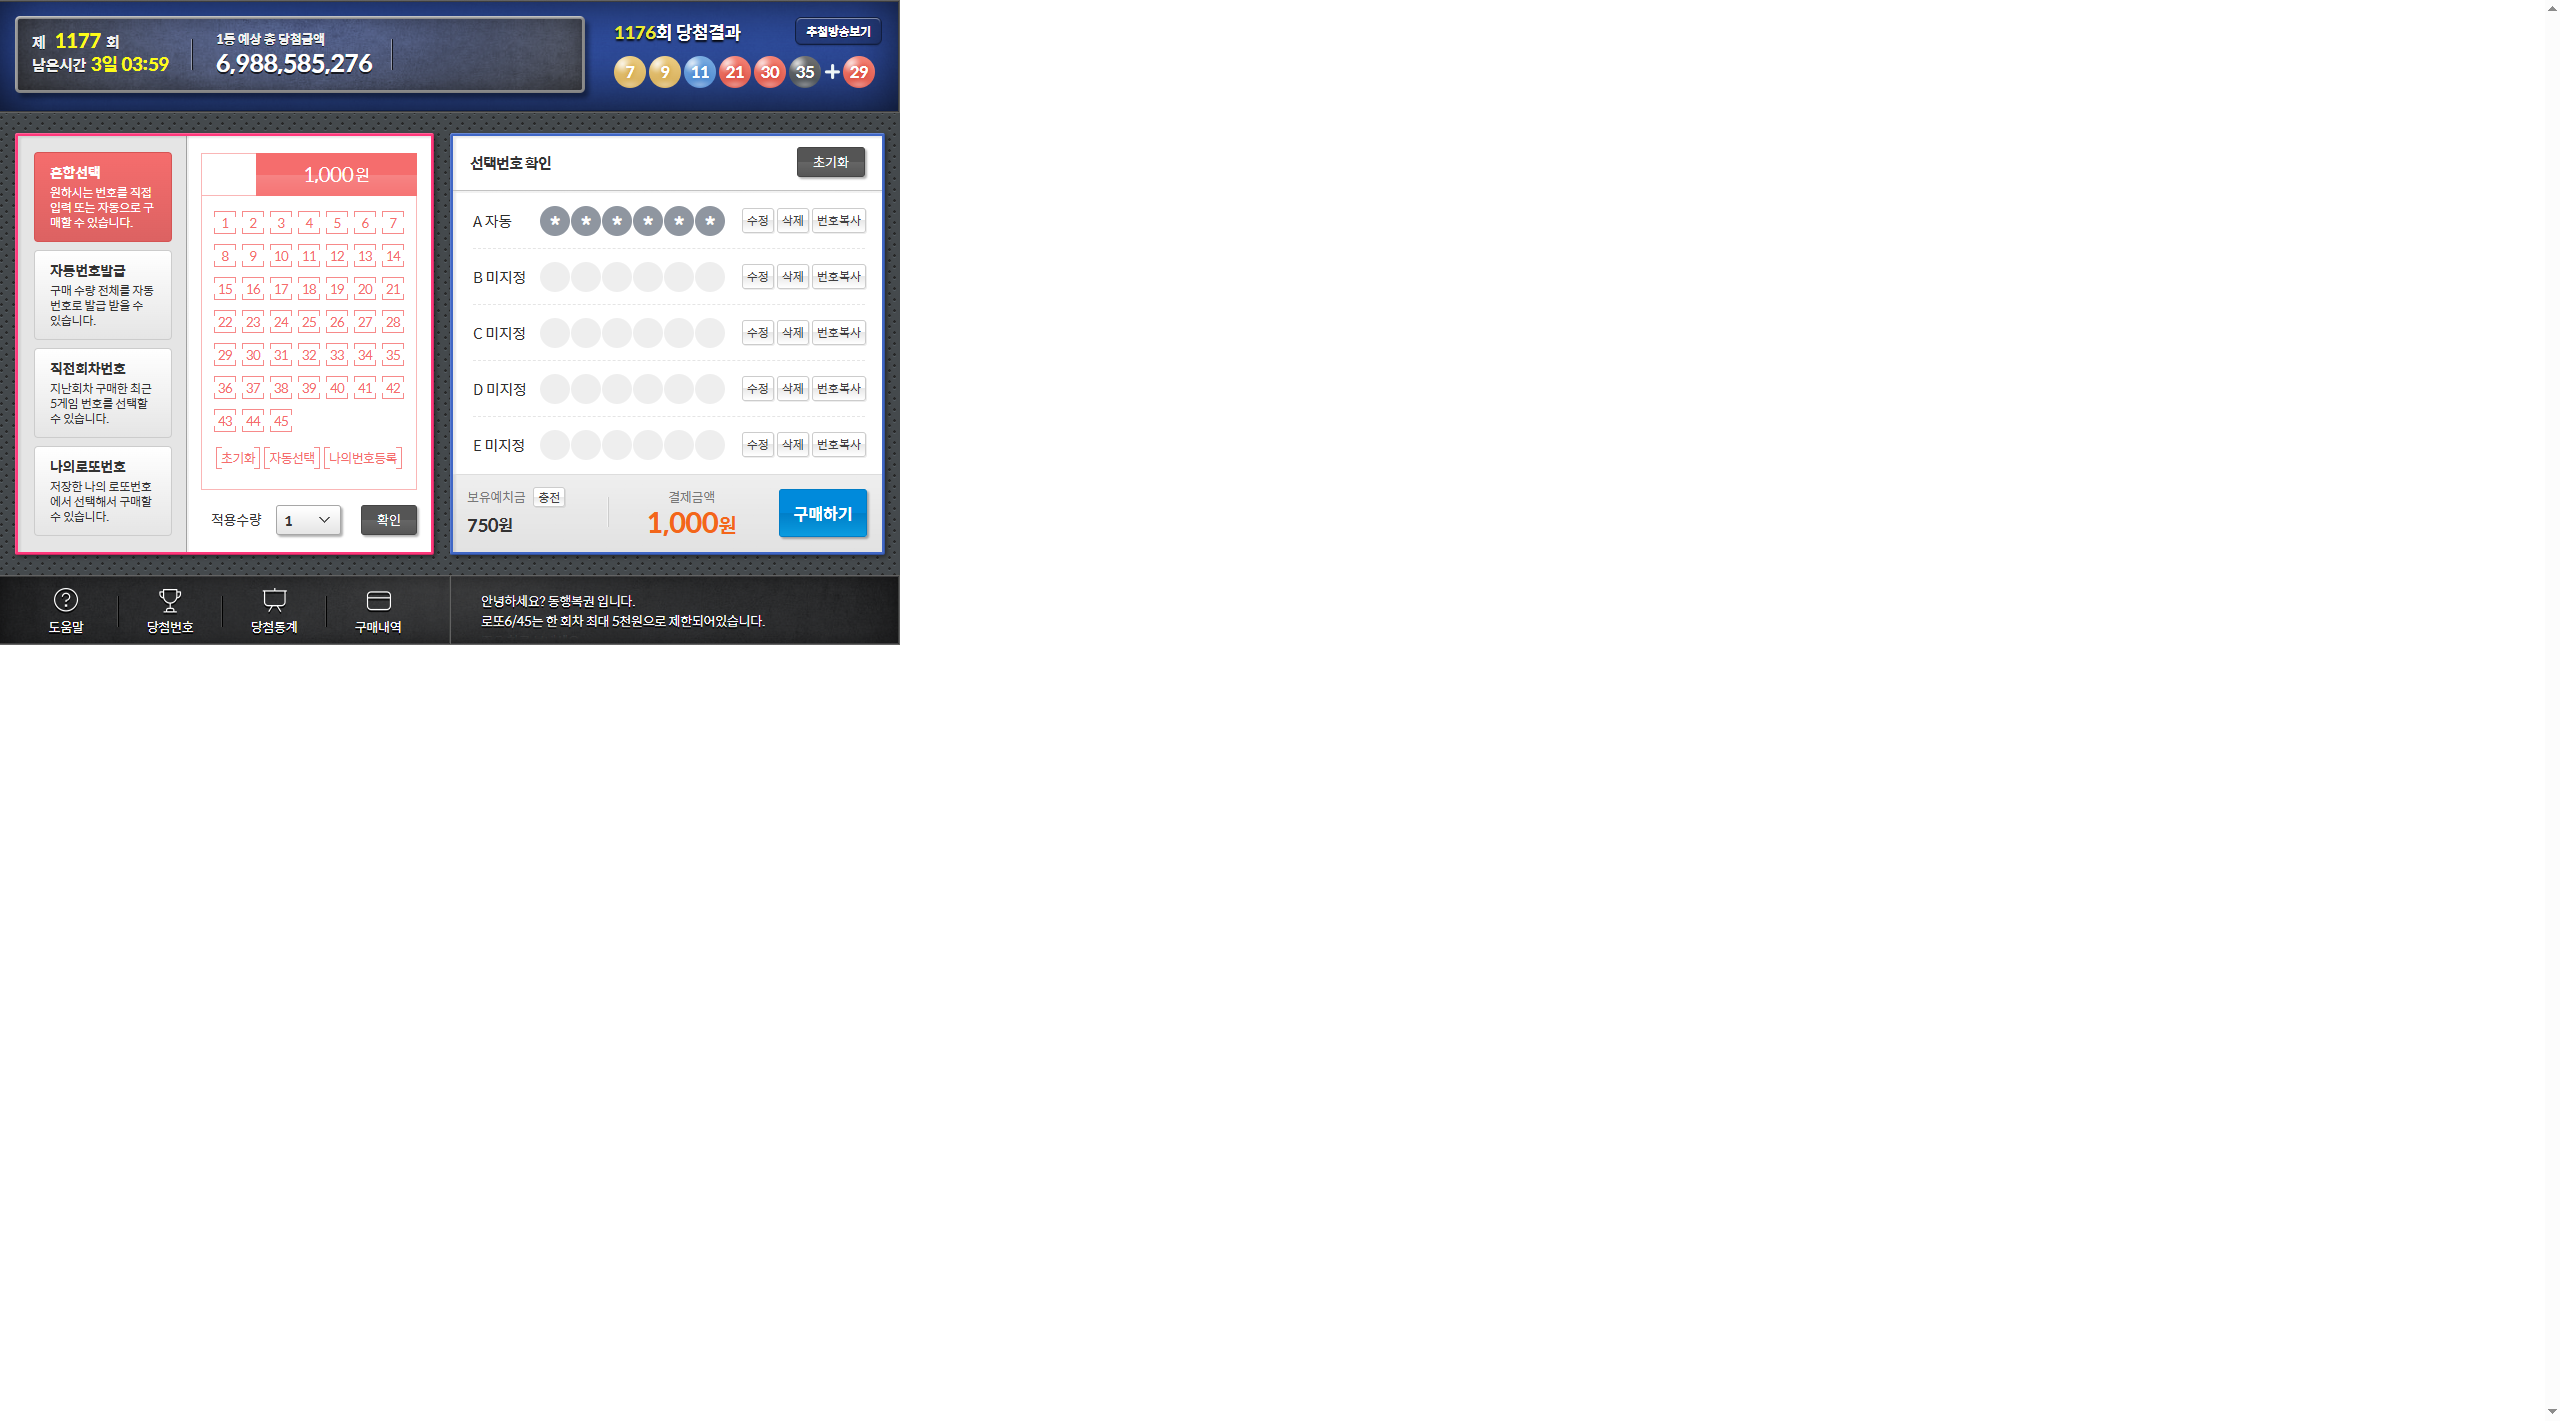 제 1177 회
남은시간 3일 03:59
1등 예상 총 당첨금액
6,988,585,276
1176회 당첨결과
추첨방송보기
7 9 11 21 30 35 + 29
혼합선택
원하시는 번호를 직접
입력 또는 자동으로 구
매할 수 있습니다.
자동번호발급
구매 수량 전체를 자동
번호로 발급 받을 수
있습니다.
직전회차번호
지난회차 구매한 최근
5게임 번호를 선택할
수 있습니다.
나의로또번호
저장한 나의 로또번호
에서 선택해서 구매할
수 있습니다.
1,000원
1 2 3 4 5 6 7
8 9 10 11 12 13 14
15 16 17 18 19 20 21
22 23 24 25 26 27 28
29 30 31 32 33 34 35
36 37 38 39 40 41 42
43 44 45
초기화 자동선택 나의번호등록
적용수량 1 확인
선택번호 확인 초기화
A 자동 * * * * * * 수정 삭제 번호복사
B 미지정 수정 삭제 번호복사
C 미지정 수정 삭제 번호복사
D 미지정 수정 삭제 번호복사
E 미지정 수정 삭제 번호복사
보유예치금 충전
750원
결제금액
1,000원
구매하기
? 
도움말 당첨번호 당첨통계 구매내역
안녕하세요? 동행복권 입니다.
로또6/45는 한 회차 최대 5천원으로 제한되어있습니다.